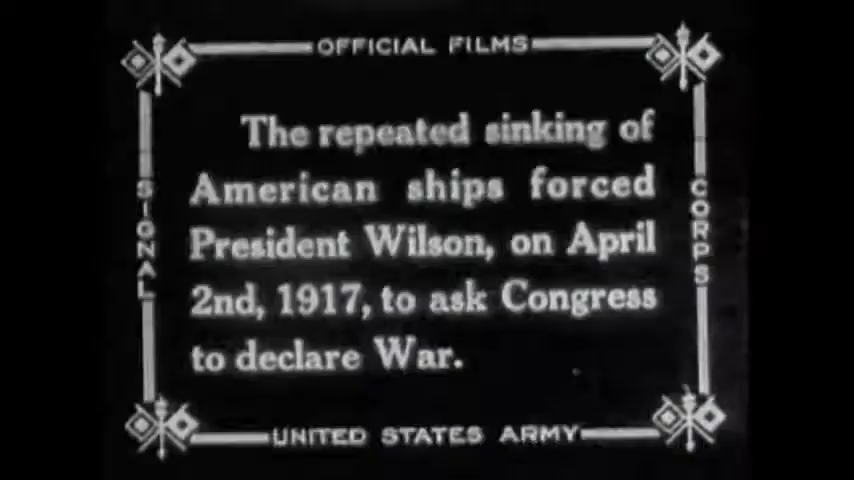 OFFICIAL FILMS
The repeated sinking of
American ships forced
President Wilson, on April
2nd, 1917, to ask Congress
to declare War.
SIGNAL
CORPS
UNITED STATES ARMY